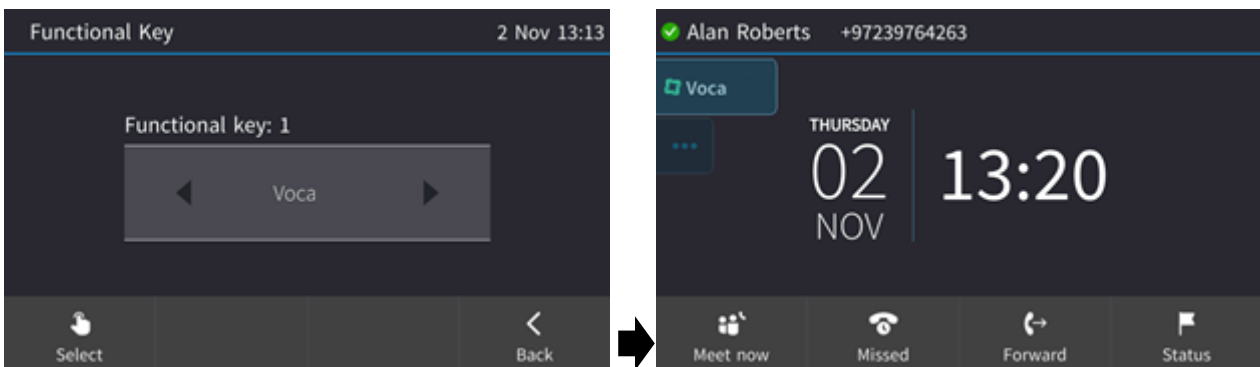 Functional Key 2 Nov 13:13
Functional key: 1
Voca
Select Back
Alan Roberts +97239764263
Voca
•••
THURSDAY
02
NOV
13:20
Meet now Missed Forward Status